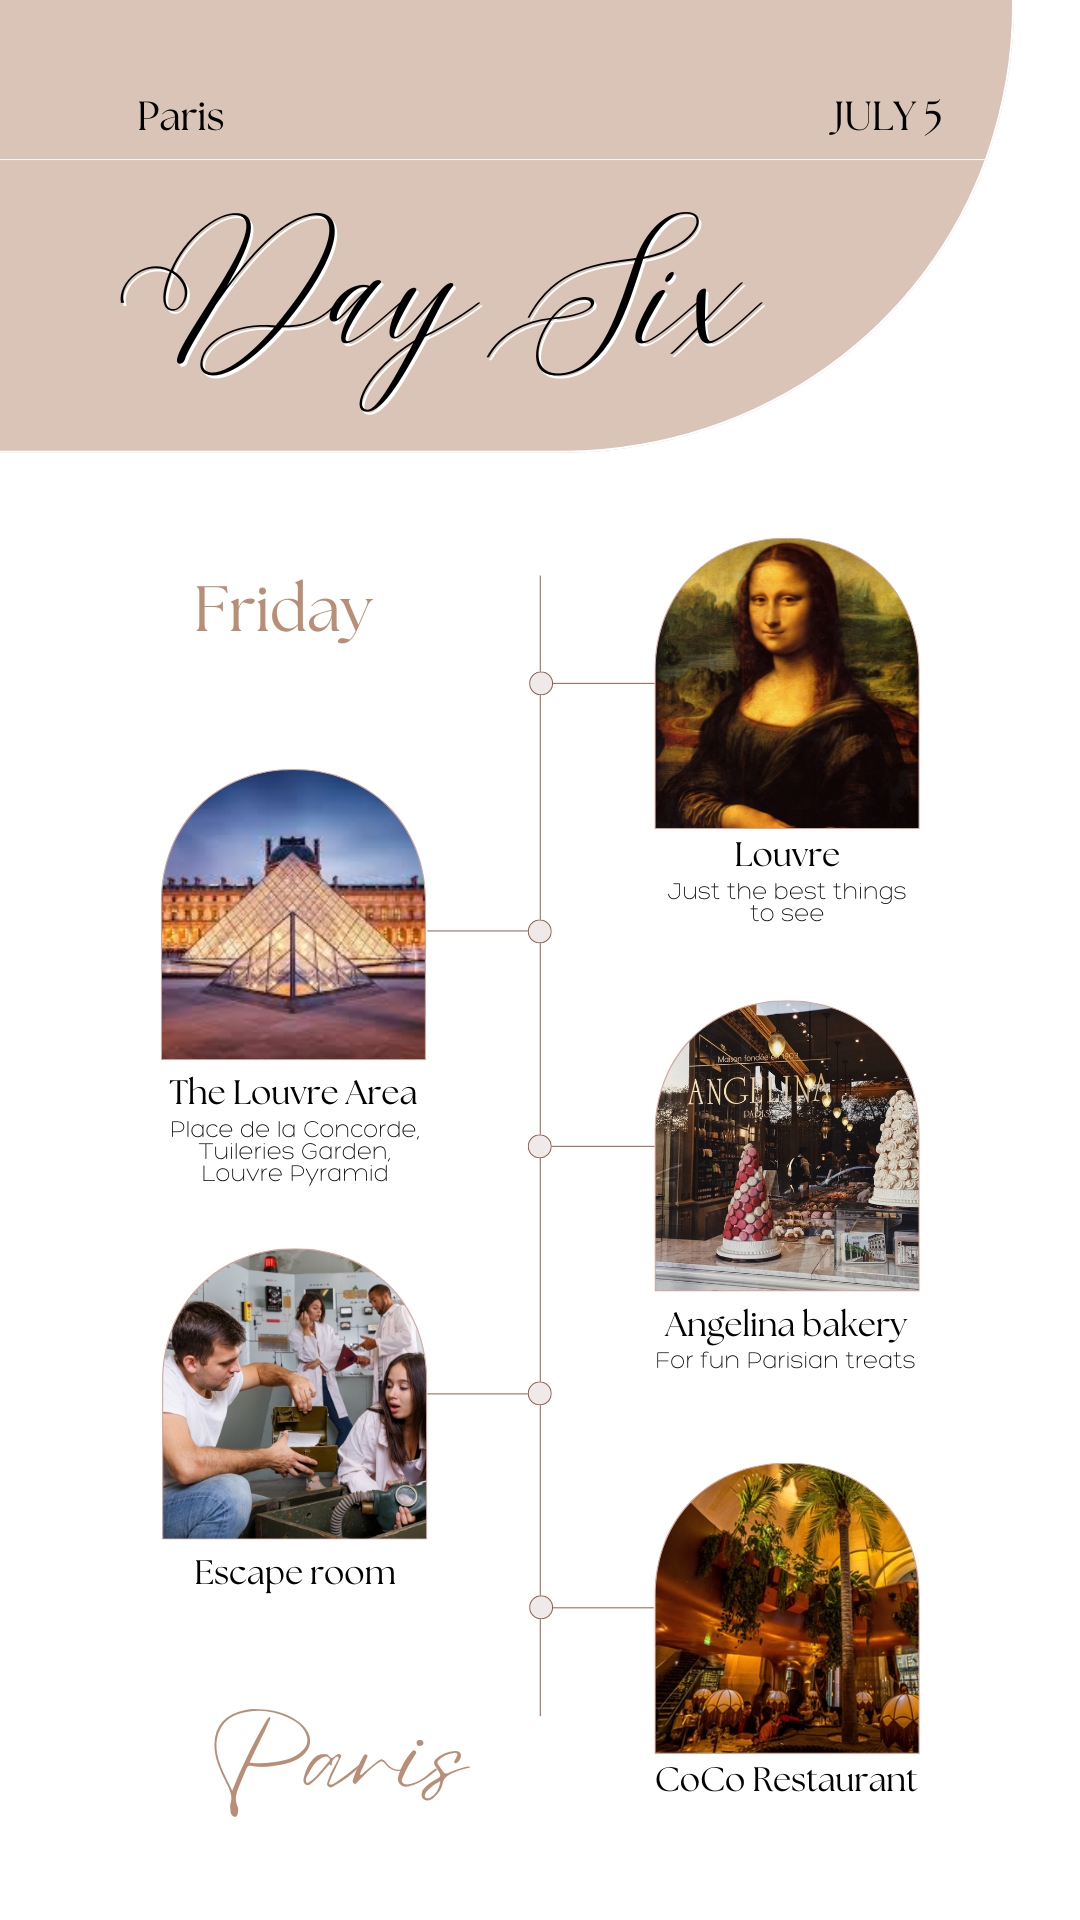 Paris
JULY 5
Day Six
Friday
Louvre
Just the best things
to see
The Louvre Area
Place de la Concorde,
Tuileries Garden,
Louvre Pyramid
Maison fondée en 1903
ANGELINA
PARIS
Angelina bakery
For fun Parisian treats
Escape room
CoCo Restaurant
Paris